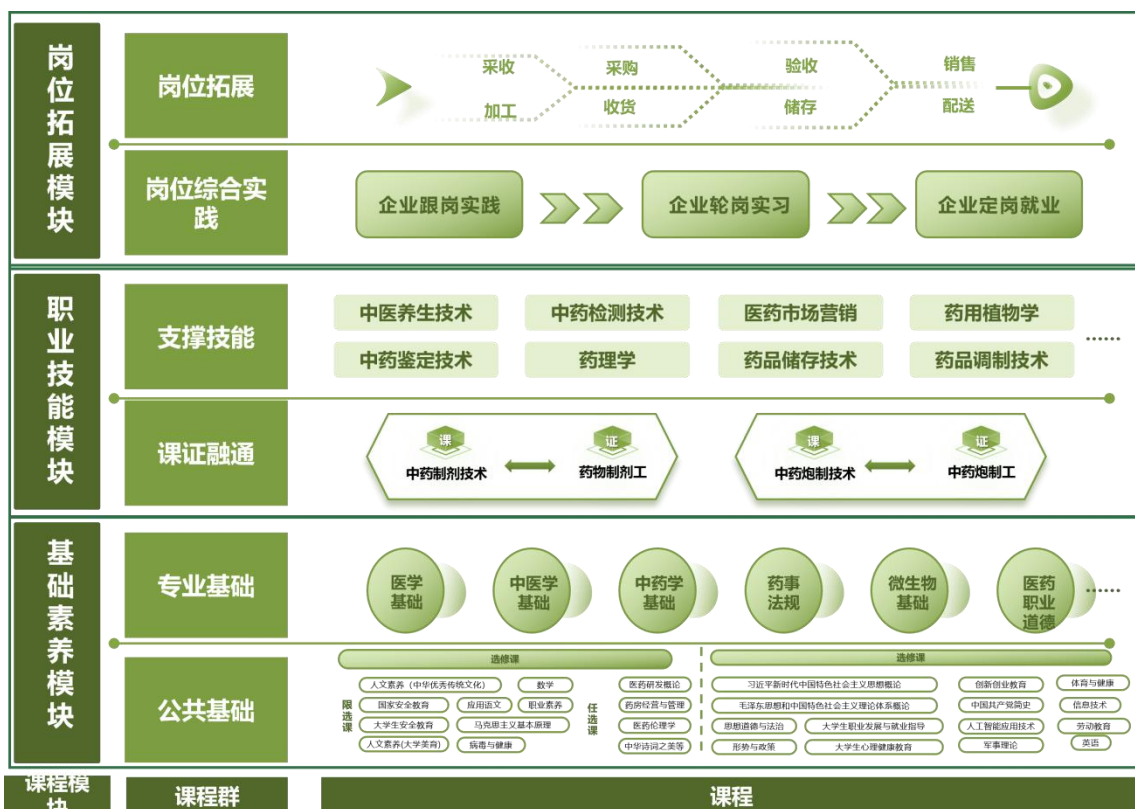 岗位拓展模块
岗位拓展
采收
采购
验收
销售
加工
收货
储存
配送
岗位综合实
践
企业跟岗实践
企业轮岗实习
企业定岗就业
职业技能模块
支撑技能
中医养生技术
中药检测技术
医药市场营销
药用植物学
中药鉴定技术
药理学
药品储存技术
药品调制技术
......
课证融通
课
证
中药制剂技术
药物制剂工
课
证
中药炮制技术
中药炮制工
基础素养模块
专业基础
医学
基础
中医学
基础
中药学
基础
药事
法规
微生物
基础
医药
职业
道德
......
公共基础
选修课
限选课
人文素养（中华优秀传统文化）
数学
国家安全教育
应用语文
职业素养
大学生安全教育
马克思主义基本原理
人文素养(大学美育)
病毒与健康
任选课
医药研发概论
药房经营与管理
医药伦理学
中华诗词之美等
选修课
习近平新时代中国特色社会主义思想概论
创新创业教育
体育与健康
毛泽东思想和中国特色社会主义理论体系概论
中国共产党简史
信息技术
思想道德与法治
大学生职业发展与就业指导
人工智能应用技术
劳动教育
形势与政策
大学生心理健康教育
军事理论
英语
课程模
块
课程群
课程